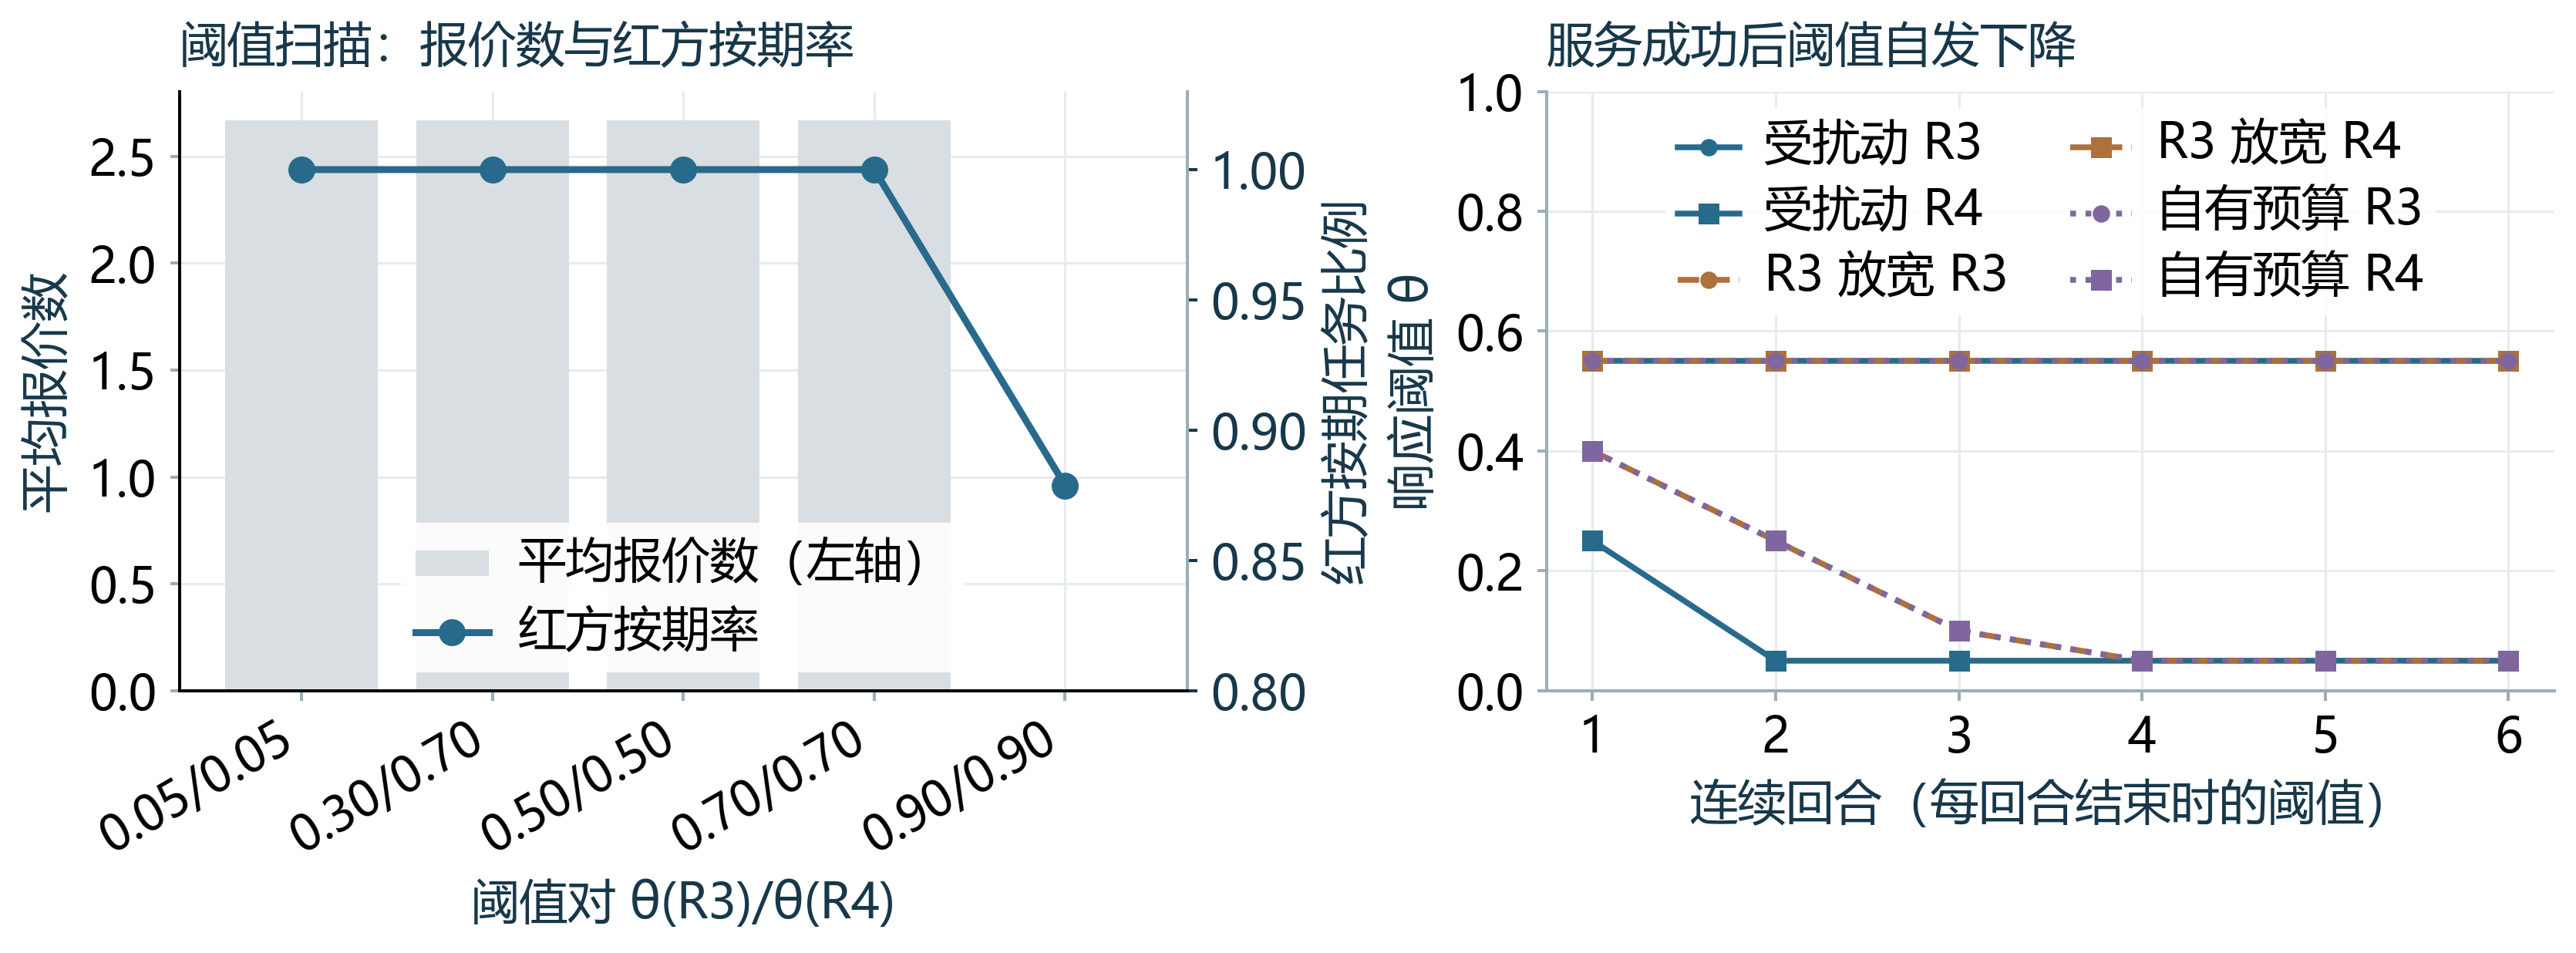 阈值扫描：报价数与红方按期率
平均报价数
2.5
2.0
1.5
1.0
0.5
0.0
平均报价数（左轴）
红方按期率
1.00
0.95
0.90
0.85
0.80
红方按期任务比例
0.05/0.05
0.30/0.70
0.50/0.50
0.70/0.70
0.90/0.90
阈值对 θ(R3)/θ(R4)
服务成功后阈值自发下降
响应阈值 θ
1.0
0.8
0.6
0.4
0.2
0.0
受扰动 R3
受扰动 R4
R3 放宽 R3
R3 放宽 R4
自有预算 R3
自有预算 R4
1 2 3 4 5 6
连续回合（每回合结束时的阈值）